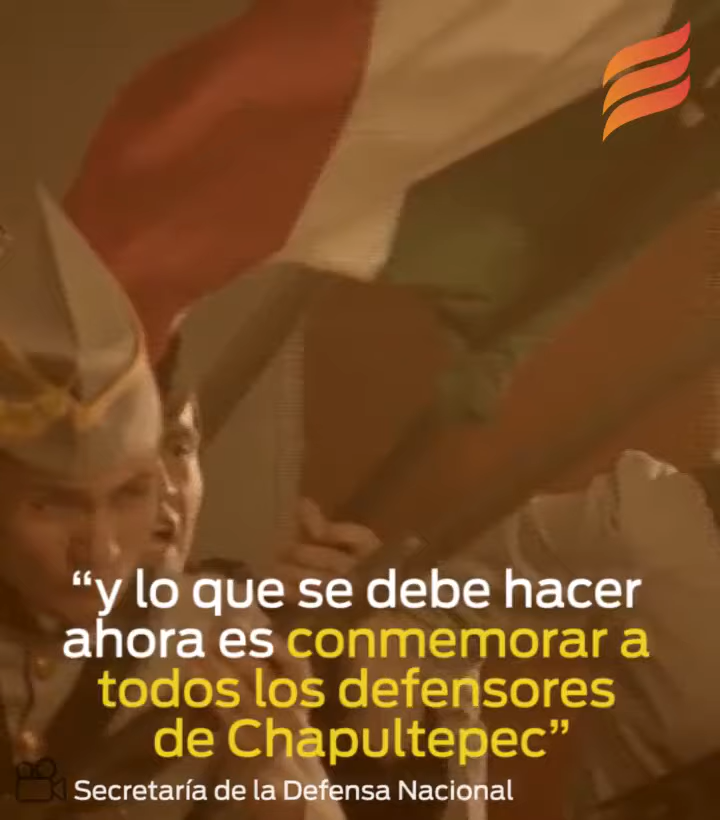 “y lo que se debe hacer
ahora es conmemorar a
todos los defensores
de Chapultepec”
Secretaría de la Defensa Nacional